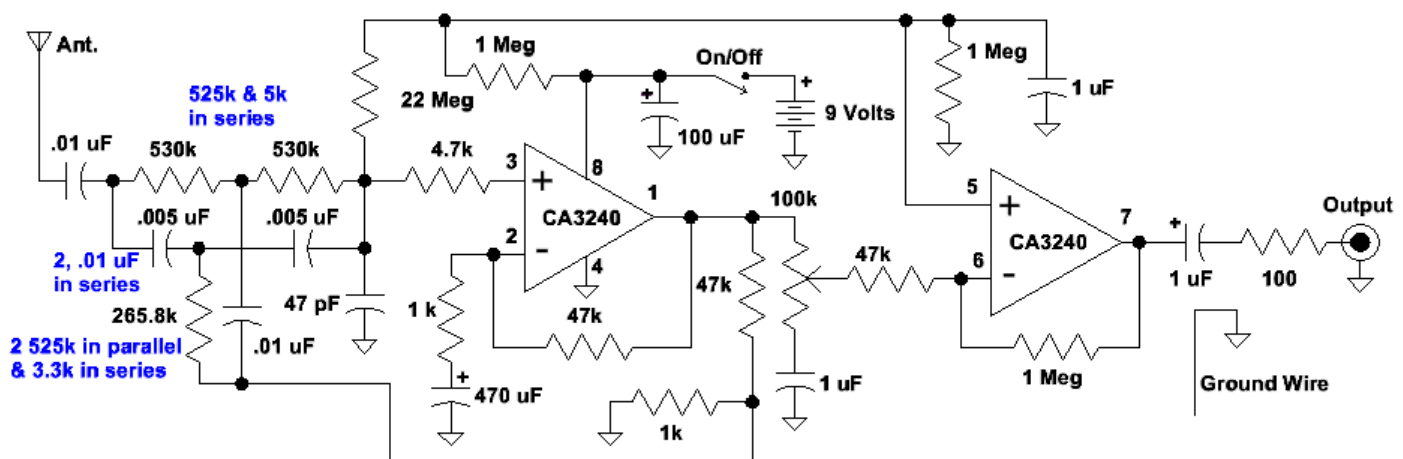 Ant.
525k & 5k
in series
.01 uF
530k
530k
.005 uF
.005 uF
2, .01 uF
in series
265.8k
2 525k in parallel
& 3.3k in series
.01 uF
47 pF
22 Meg
1 Meg
4.7k
3
+
2
-
8
CA3240
4
1
1 k
+
470 uF
47k
On/Off
+
100 uF
+
9 Volts
100k
47k
1k
1 uF
47k
1 Meg
1 uF
5
+
6
-
CA3240
7
1 Meg
+
1 uF
100
Output
Ground Wire